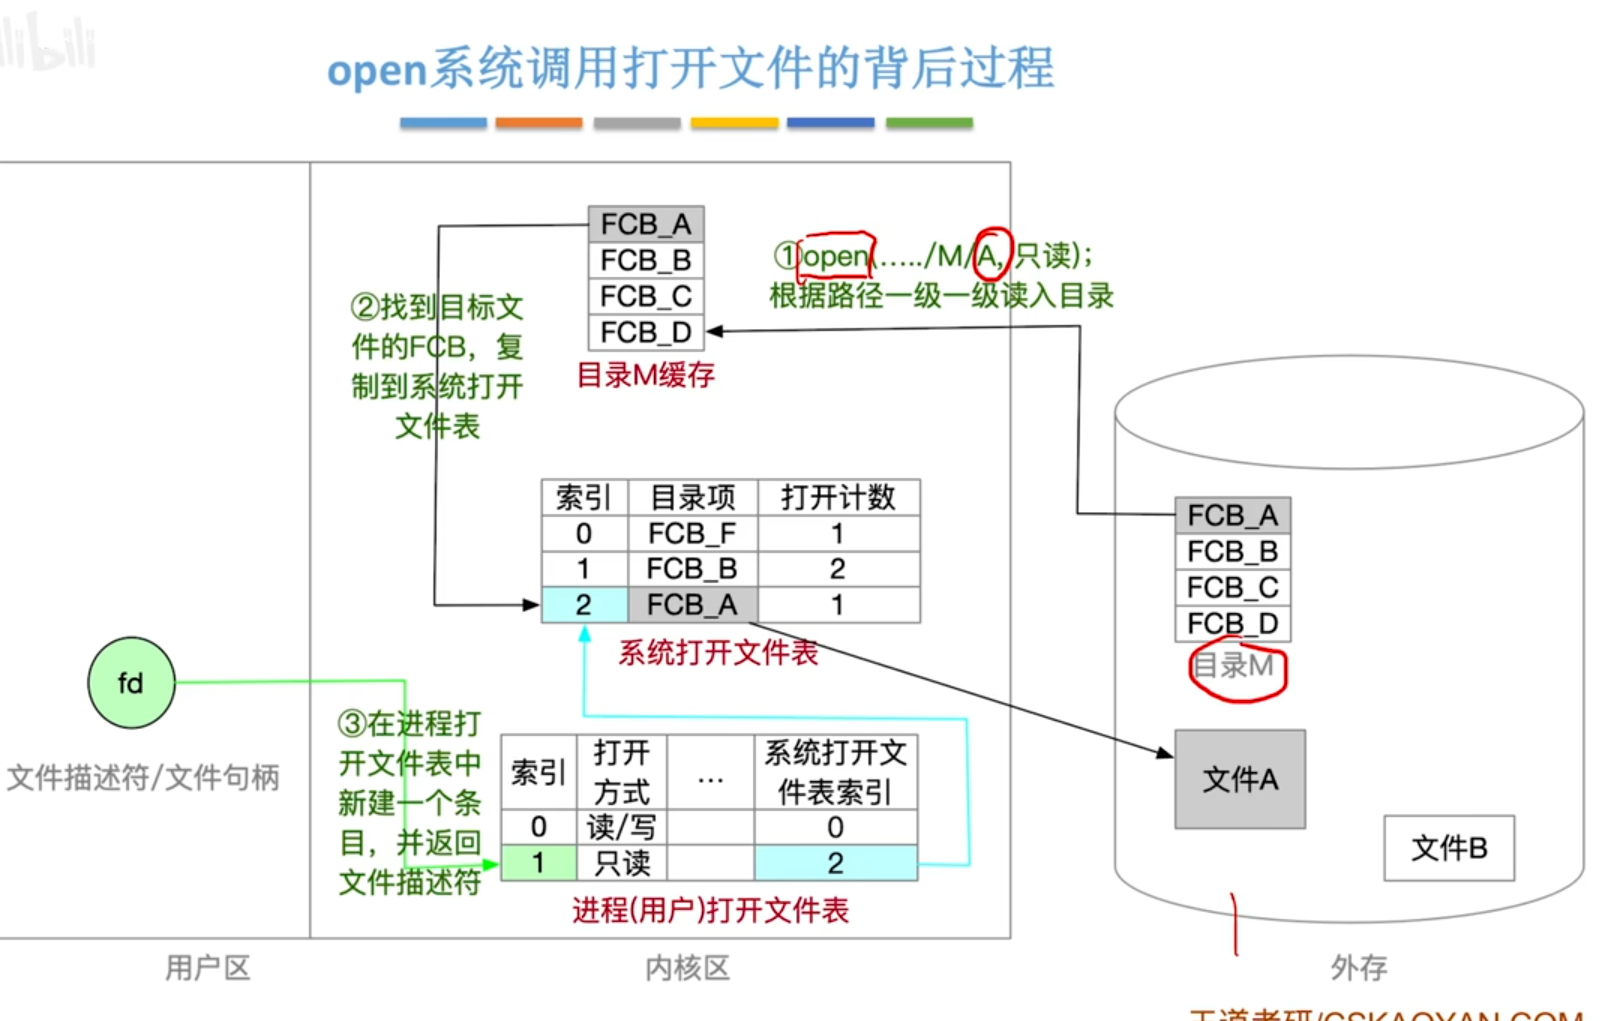 bilibili
open系统调用打开文件的背后过程
FCB_A
FCB_B
FCB_C
FCB_D
目录M缓存
①open(...../M/A, 只读);
根据路径一级一级读入目录
②找到目标文
件的FCB，复
制到系统打开
文件表
索引 目录项 打开计数
0 FCB_F 1
1 FCB_B 2
2 FCB_A 1
系统打开文件表
FCB_A
FCB_B
FCB_C
FCB_D
目录M
fd
文件描述符/文件句柄
③在进程打
开文件表中
新建一个条
目，并返回
文件描述符
索引 打开 ... 系统打开文
方式 件表索引
0 读/写 0
1 只读 2
进程(用户)打开文件表
文件A
文件B
用户区
内核区
外存
王道考研/CSKAOYAN.COM